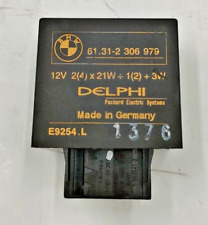 BMW
61.31-2 306 979
12V 2(4) x 21W ÷ 1(2) + 3W
DELPHI
Packard Electric Systems
Made in Germany
E9254.L 1376